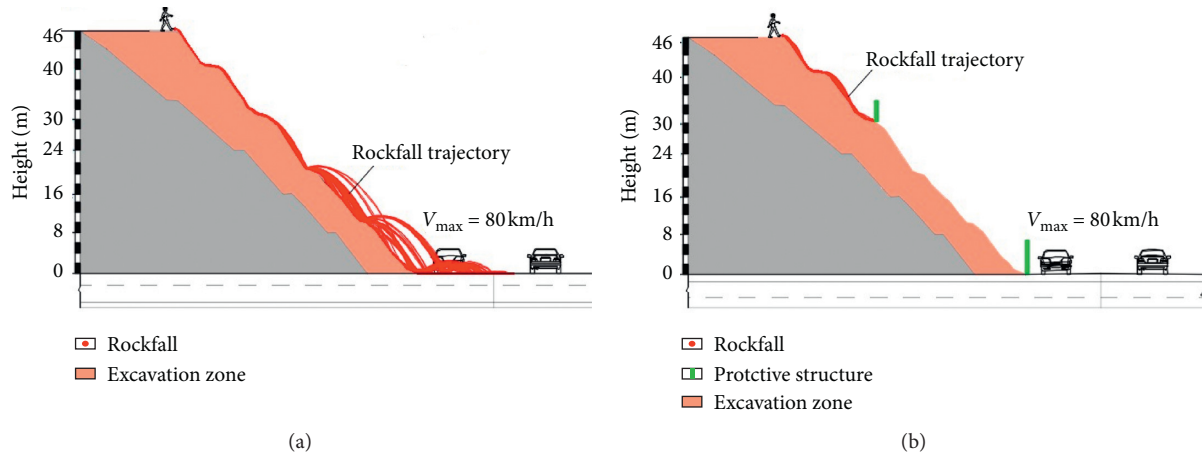 46
40
30
24
16
8
0
Height (m)
Rockfall trajectory
V_max = 80 km/h
Rockfall
Excavation zone
(a)
46
40
30
24
16
8
0
Height (m)
Rockfall trajectory
V_max = 80 km/h
Rockfall
Protctive structure
Excavation zone
(b)